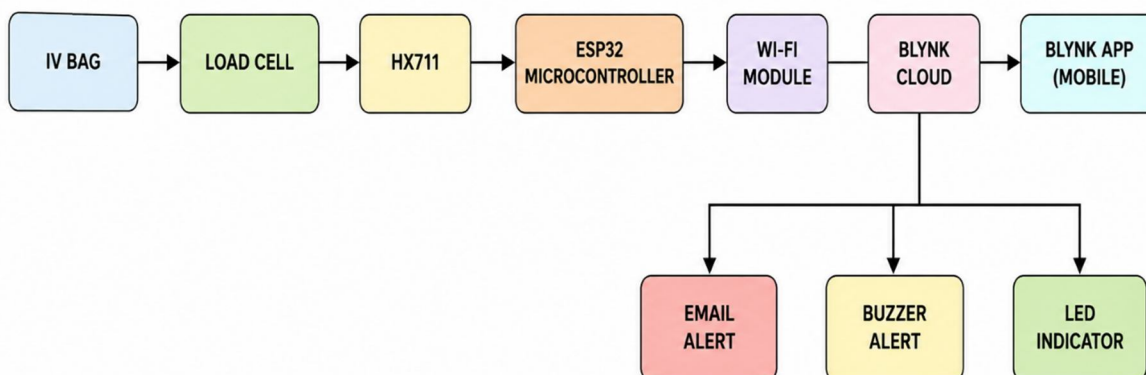 IV BAG
LOAD CELL
HX711
ESP32
MICROCONTROLLER
WI-FI
MODULE
BLYNK
CLOUD
BLYNK APP
(MOBILE)
EMAIL
ALERT
BUZZER
ALERT
LED
INDICATOR